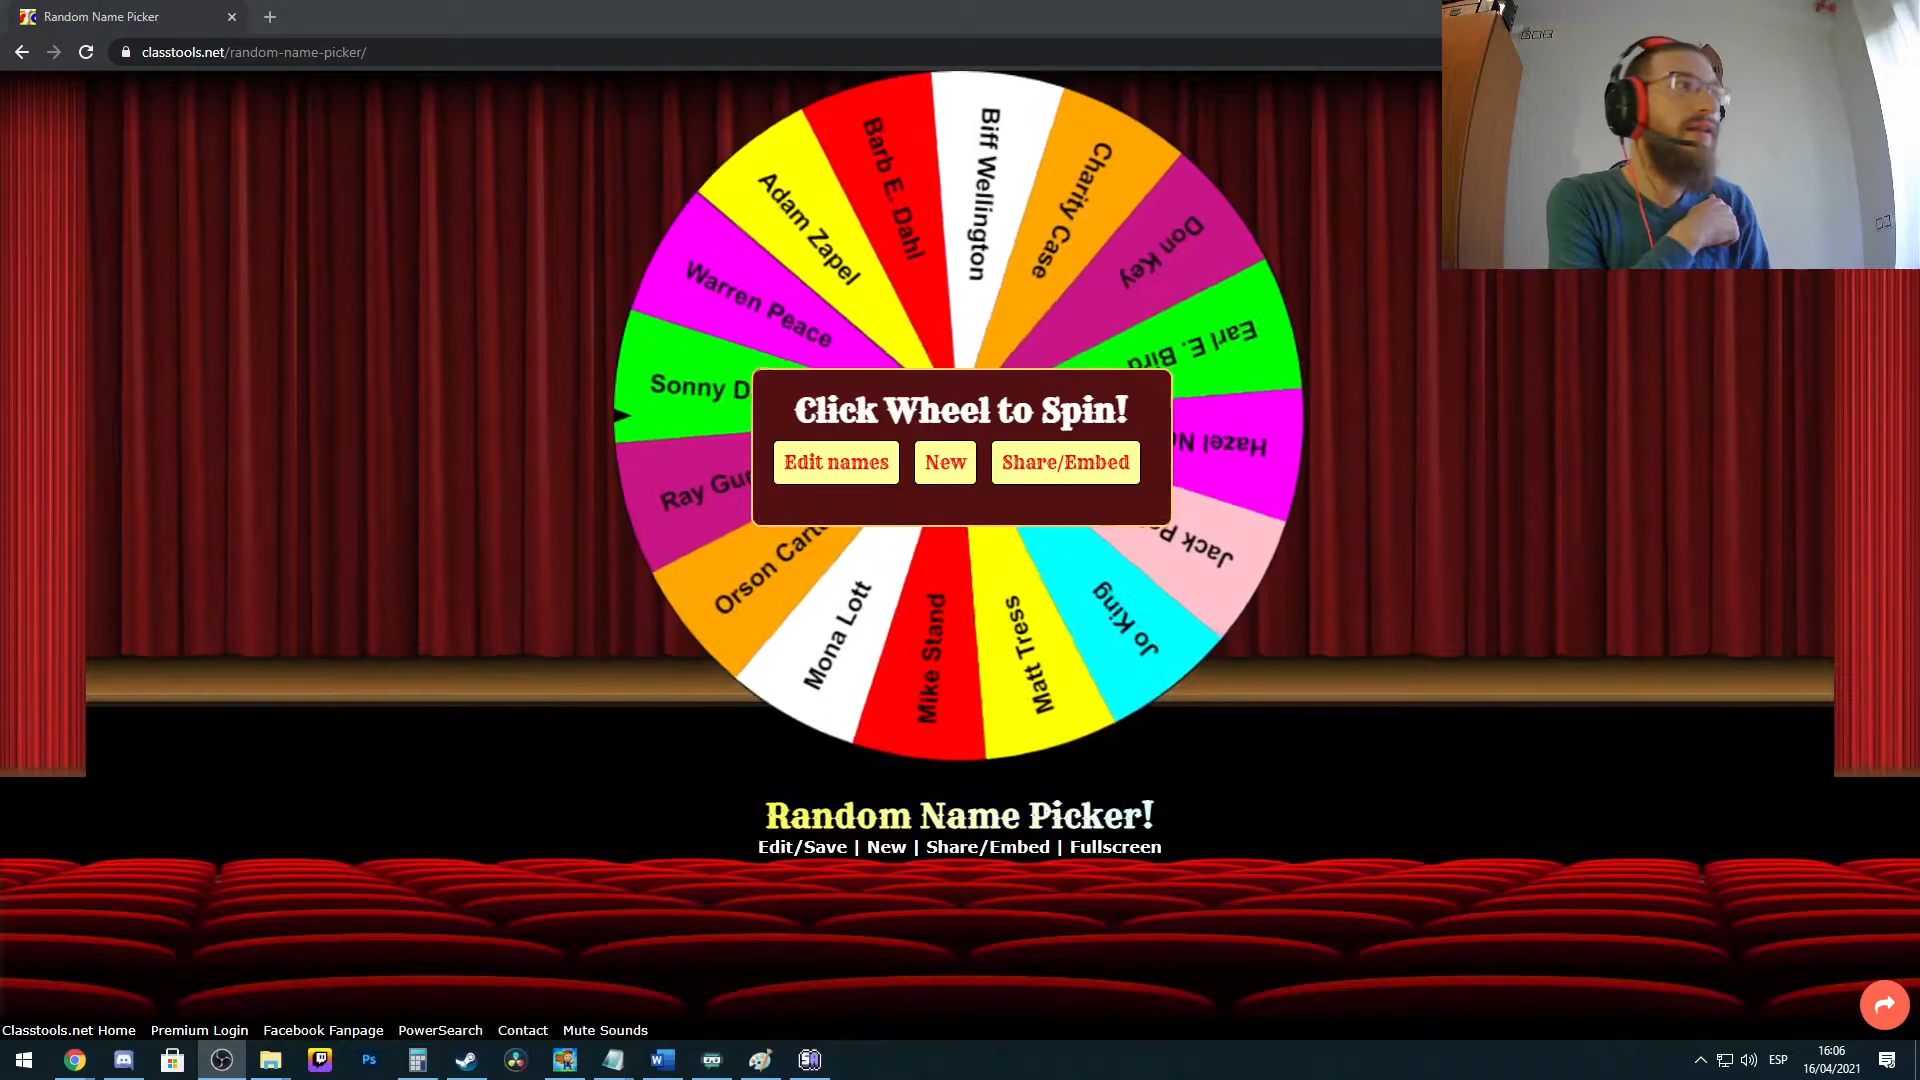 Random Name Picker
classtools.net/random-name-picker/
Barb E. Dahl
Biff Wellington
Charity Case
Adam Zapel
Don Key
Warren Peace
Earl E. Bird
Sonny D
Click Wheel to Spin!
Hazel N
Edit names
New
Share/Embed
Ray Gu
Jack P
Orson Cart
Jo King
Mona Lott
Mike Stand
Matt Tress
Random Name Picker!
Edit/Save | New | Share/Embed | Fullscreen
Classtools.net Home Premium Login Facebook Fanpage PowerSearch Contact Mute Sounds
Ps
ESP
16:06
16/04/2021